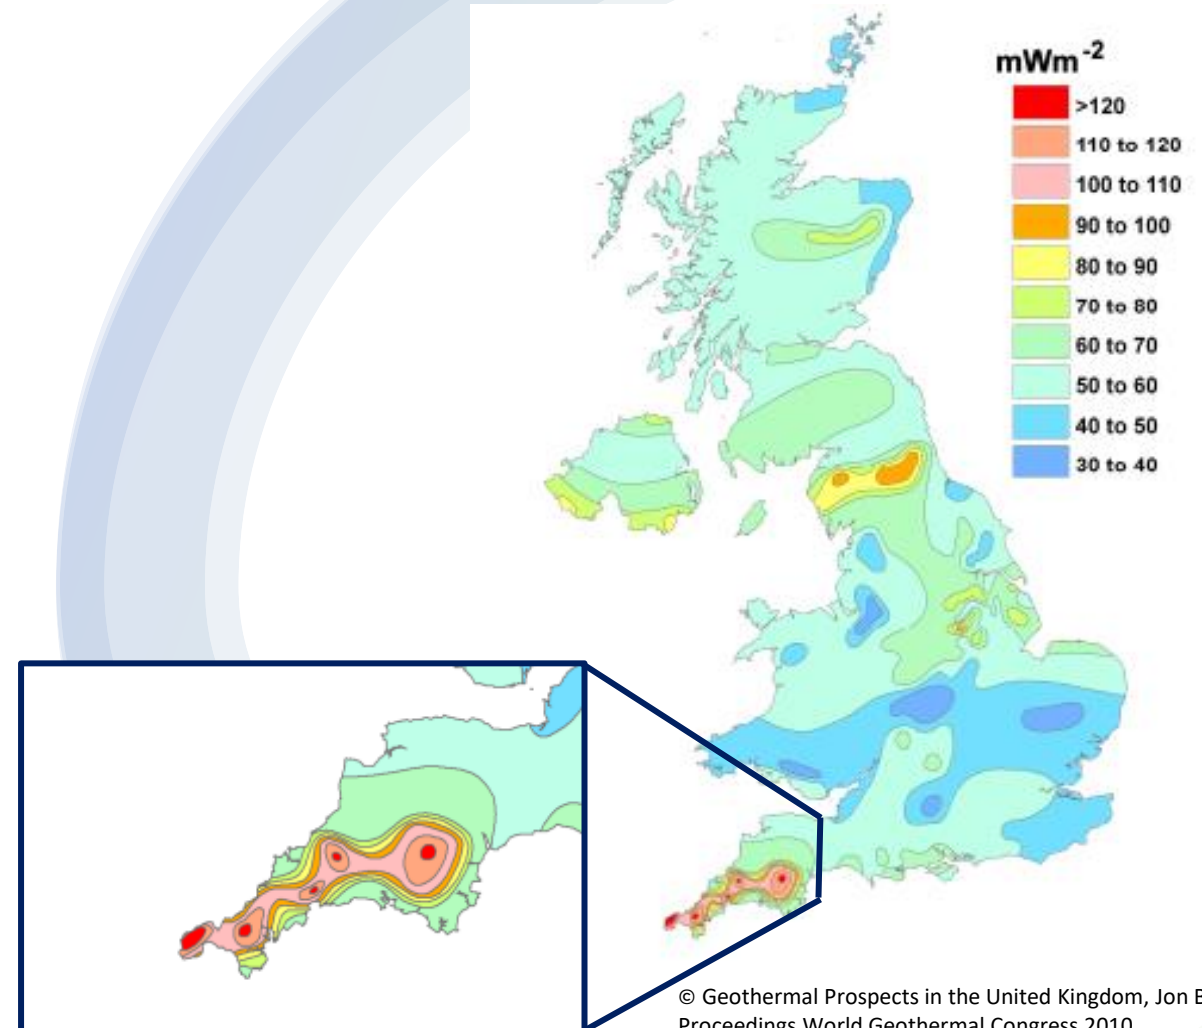 mWm-2
>120
110 to 120
100 to 110
90 to 100
80 to 90
70 to 80
60 to 70
50 to 60
40 to 50
30 to 40
© Geothermal Prospects in the United Kingdom, Jon
Proceedings World Geothermal Congress 2010